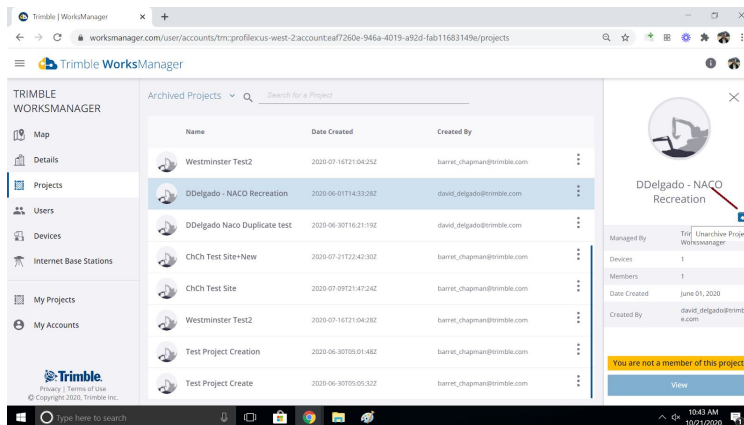 Trimble | WorksManager
worksmanager.com/user/accounts/trn::profilex:us-west-2:account:eaf7260e-946a-4019-a92d-fab11683149e/projects
Trimble WorksManager
TRIMBLE
WORKSMANAGER
Map
Details
Projects
Users
Devices
Internet Base Stations
My Projects
My Accounts
Trimble.
Privacy | Terms of Use
© Copyright 2020, Trimble Inc.
Archived Projects
Search for a Project
Name Date Created Created By
Westminster Test2 2020-07-16T21:04:25Z barret_chapman@trimble.com
DDelgado - NACO Recreation 2020-06-01T14:33:28Z david_delgado@trimble.com
DDelgado Naco Duplicate test 2020-06-30T16:21:19Z david_delgado@trimble.com
ChCh Test Site+New 2020-07-21T22:42:30Z barret_chapman@trimble.com
ChCh Test Site 2020-07-09T21:47:24Z barret_chapman@trimble.com
Westminster Test2 2020-07-16T21:04:28Z barret_chapman@trimble.com
Test Project Creation 2020-06-30T05:01:48Z barret_chapman@trimble.com
Test Project Create 2020-06-30T05:05:32Z barret_chapman@trimble.com
DDelgado - NACO
Recreation
Unarchive Proje
Managed By
WorksManager
Devices 1
Members 1
Date Created June 01, 2020
Created By david_delgado@trimb
e.com
You are not a member of this project
View
Type here to search
10:43 AM
10/21/2020